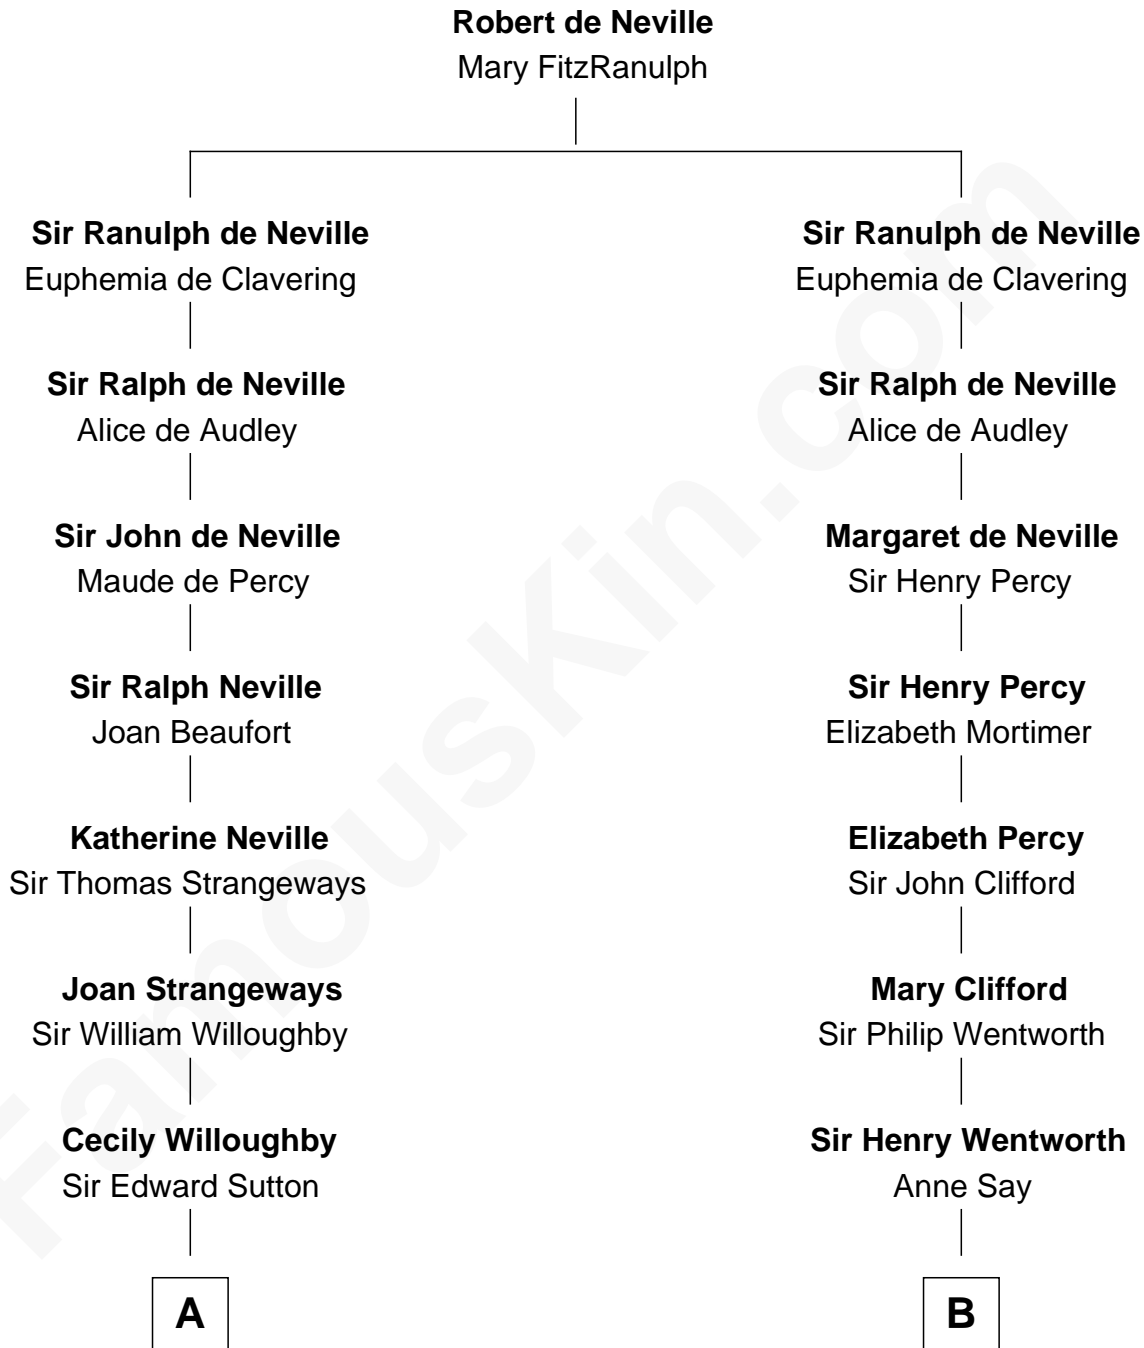 Robert de Neville
Mary FitzRanulph
Sir Ranulph de Neville
Euphemia de Clavering
Sir Ralph de Neville
Alice de Audley
Sir John de Neville
Maude de Percy
Sir Ralph Neville
Joan Beaufort
Katherine Neville
Sir Thomas Strangeways
Joan Strangeways
Sir William Willoughby
Cecily Willoughby
Sir Edward Sutton
A
Sir Ranulph de Neville
Euphemia de Clavering
Sir Ralph de Neville
Alice de Audley
Margaret de Neville
Sir Henry Percy
Sir Henry Percy
Elizabeth Mortimer
Elizabeth Percy
Sir John Clifford
Mary Clifford
Sir Philip Wentworth
Sir Henry Wentworth
Anne Say
B
FamousKin.com